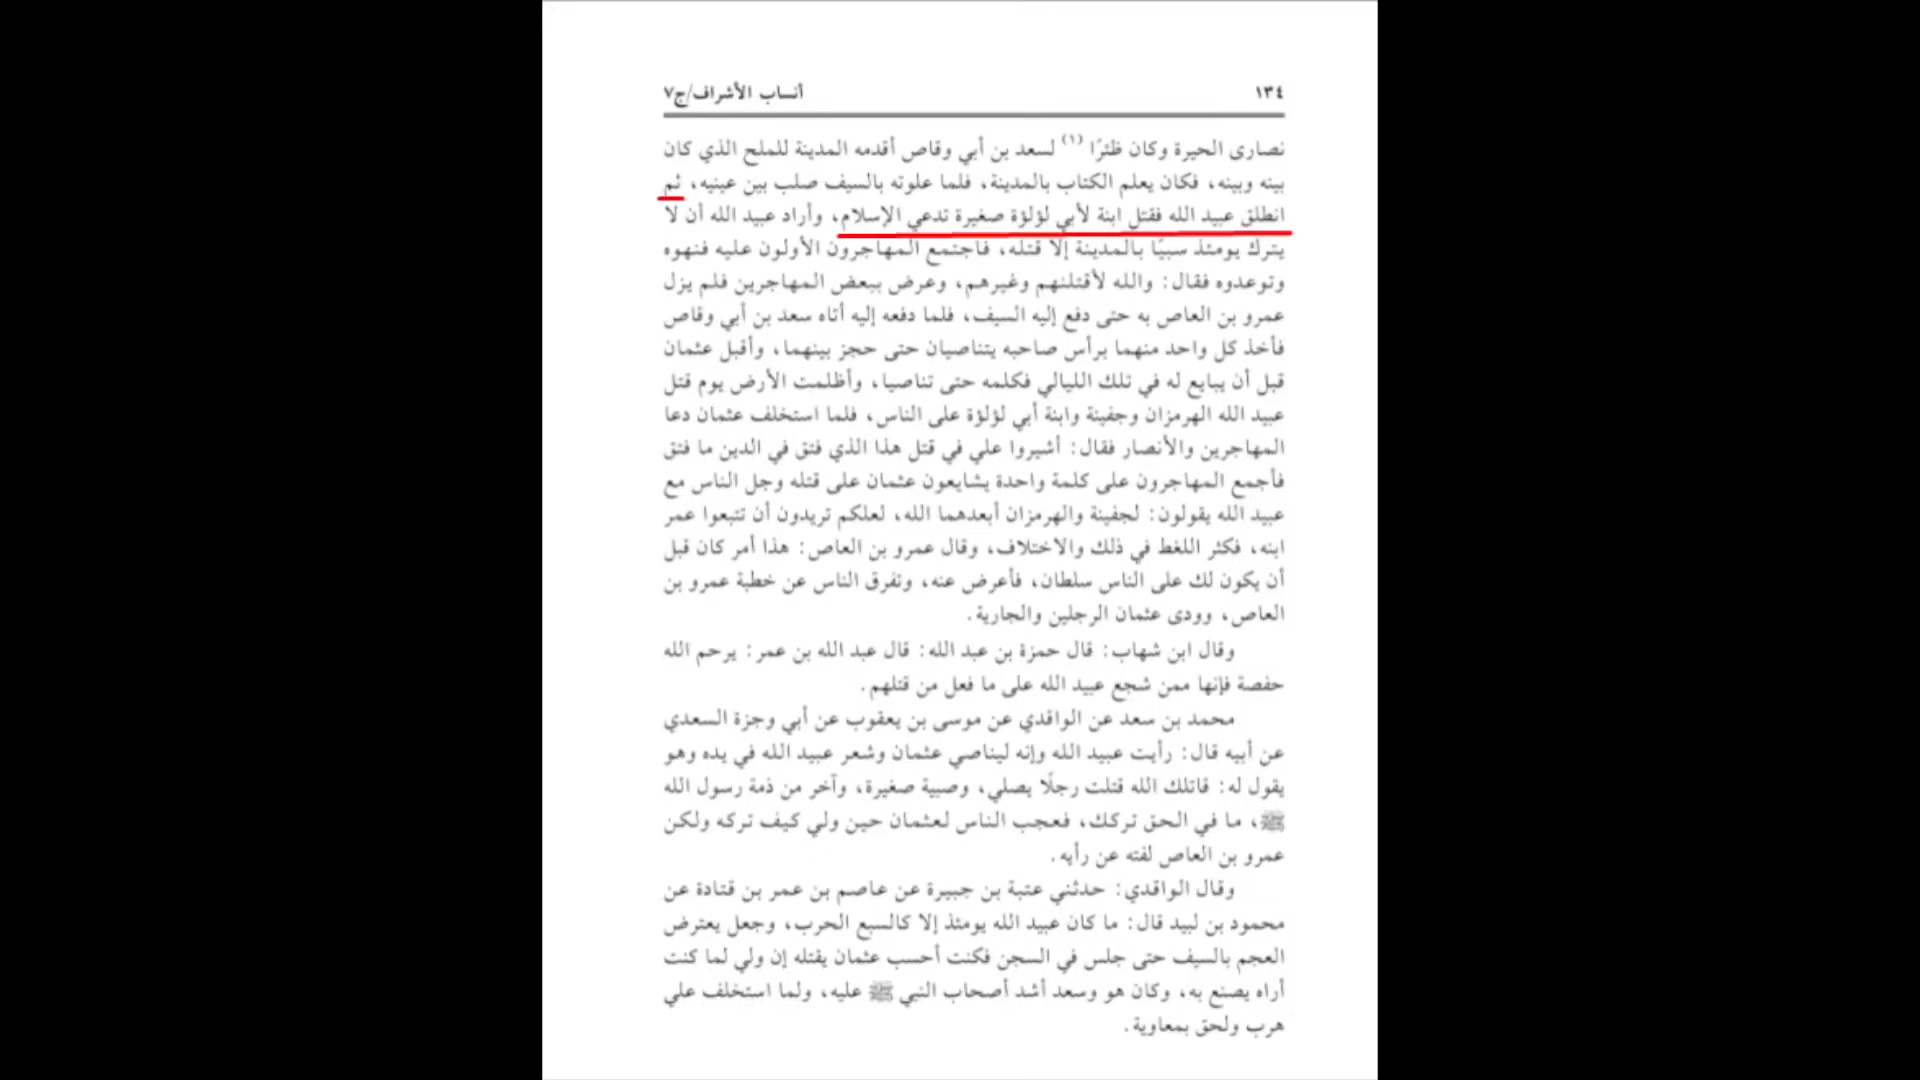 ١٣٤
أنساب الأشراف/ج٧
نصارى الحيرة وكان ظئرًا (١) لسعد بن أبي وقاص أقدمه المدينة للملح الذي كان
بينه وبينه، فكان يعلم الكتاب بالمدينة، فلما علوته بالسيف صلب بين عينيه، ثم
انطلق عبيد الله فقتل ابنة لأبي لؤلؤة صغيرة تدعي الإسلام، وأراد عبيد الله أن لا
يترك يومئذ سبيًا بالمدينة إلا قتله، فاجتمع المهاجرون الأولون عليه فنهوه
وتوعدوه فقال: والله لأقتلنهم وغيرهم، وعرض ببعض المهاجرين فلم يزل
عمرو بن العاص به حتى دفع إليه السيف، فلما دفعه إليه أتاه سعد بن أبي وقاص
فأخذ كل واحد منهما برأس صاحبه يتناصيان حتى حجز بينهما، وأقبل عثمان
قبل أن يبايع له في تلك الليالي فكلمه حتى تناصيا، وأظلمت الأرض يوم قتل
عبيد الله الهرمزان وجفينة وابنة أبي لؤلؤة على الناس، فلما استخلف عثمان دعا
المهاجرين والأنصار فقال: أشيروا علي في قتل هذا الذي فتق في الدين ما فتق
فأجمع المهاجرون على كلمة واحدة يشايعون عثمان على قتله وجل الناس مع
عبيد الله يقولون: لجفينة والهرمزان أبعدهما الله، لعلكم تريدون أن تتبعوا عمر
ابنه، فكثر اللغط في ذلك والاختلاف، وقال عمرو بن العاص: هذا أمر كان قبل
أن يكون لك على الناس سلطان، فأعرض عنه، وتفرق الناس عن خطبة عمرو بن
العاص، وودى عثمان الرجلين والجارية.
وقال ابن شهاب: قال حمزة بن عبد الله: قال عبد الله بن عمر: يرحم الله
حفصة فإنها ممن شجع عبيد الله على ما فعل من قتلهم.
محمد بن سعد عن الواقدي عن موسى بن يعقوب عن أبي وجزة السعدي
عن أبيه قال: رأيت عبيد الله وإنه ليناصي عثمان وشعر عبيد الله في يده وهو
يقول له: قاتلك الله قتلت رجلًا يصلي، وصبية صغيرة، وآخر من ذمة رسول الله
ﷺ، ما في الحق تركك، فعجب الناس لعثمان حين ولي كيف تركه ولكن
عمرو بن العاص لفته عن رأيه.
وقال الواقدي: حدثني عتبة بن جبيرة عن عاصم بن عمر بن قتادة عن
محمود بن لبيد قال: ما كان عبيد الله يومئذ إلا كالسبع الحرب، وجعل يعترض
العجم بالسيف حتى جلس في السجن فكنت أحسب عثمان يقتله إن ولي لما كنت
أراه يصنع به، وكان هو وسعد أشد أصحاب النبي ﷺ عليه، ولما استخلف علي
هرب ولحق بمعاوية.